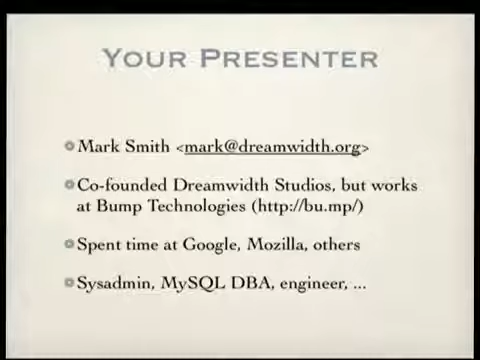 YOUR PRESENTER
Mark Smith <mark@dreamwidth.org>
Co-founded Dreamwidth Studios, but works
at Bump Technologies (http://bu.mp/)
Spent time at Google, Mozilla, others
Sysadmin, MySQL DBA, engineer, ...